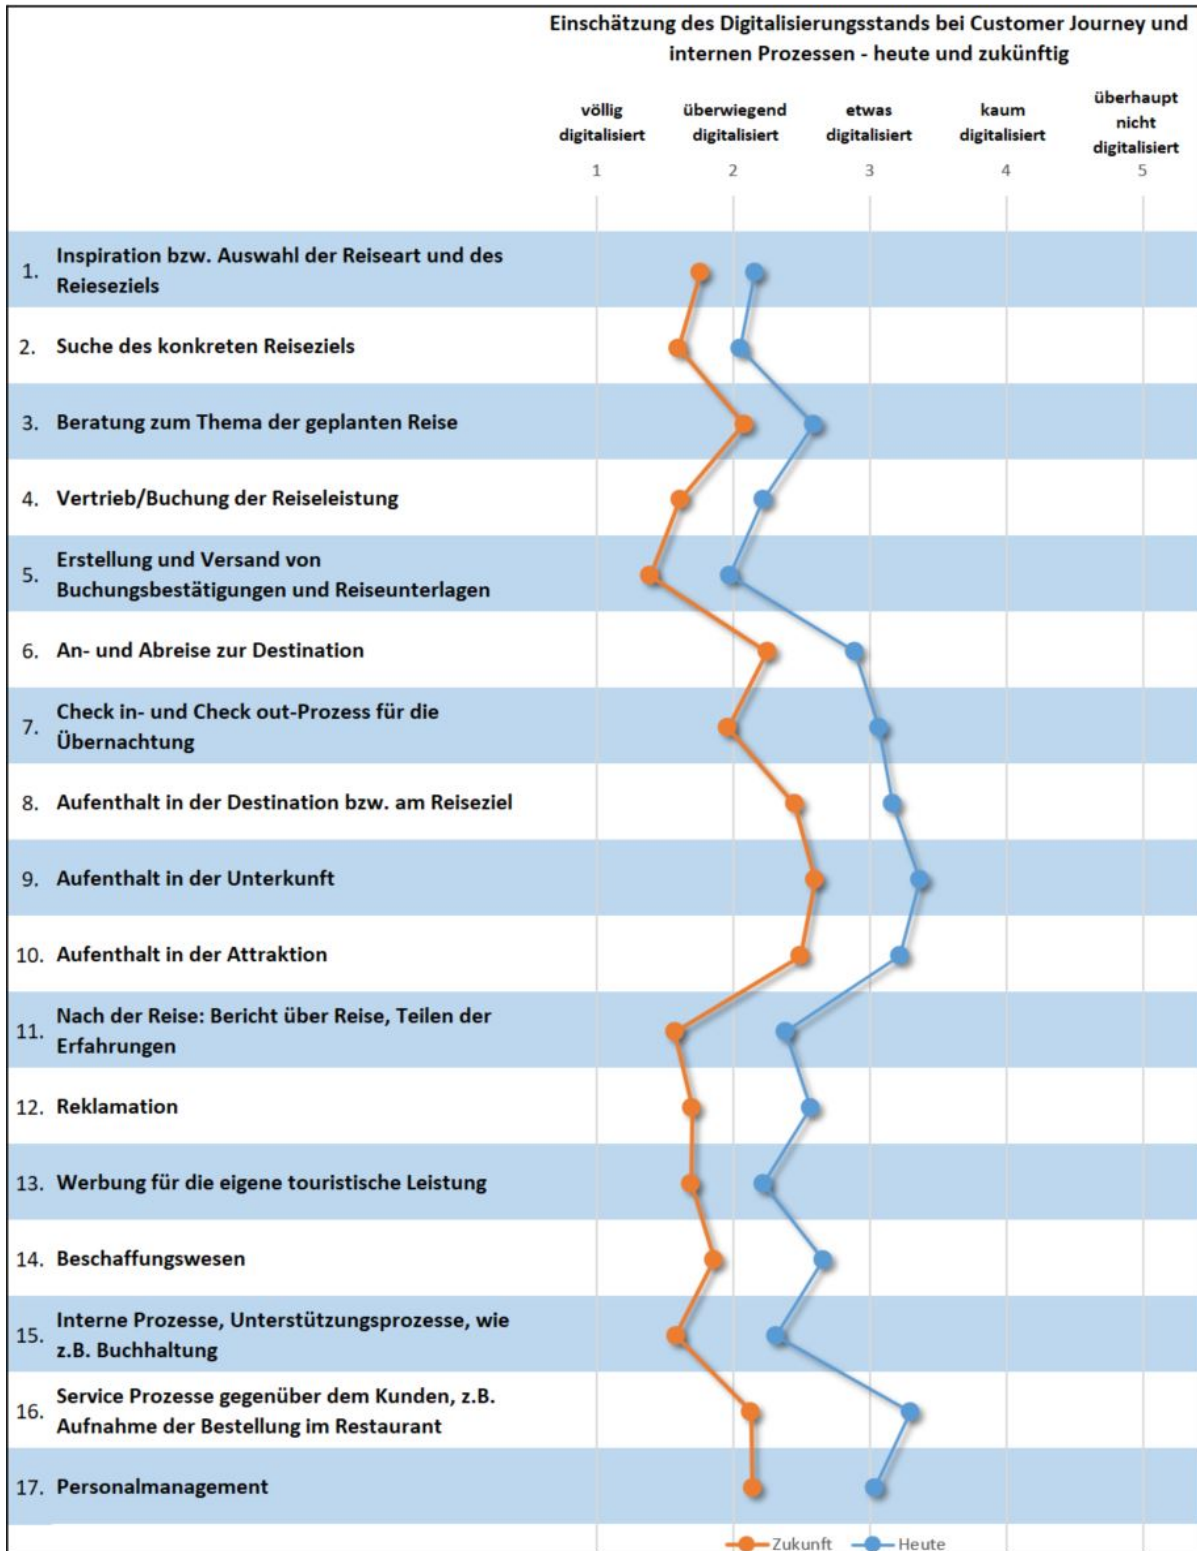 Einschätzung des Digitalisierungsstands bei Customer Journey und
internen Prozessen - heute und zukünftig
völlig
digitalisiert
überwiegend
digitalisiert
etwas
digitalisiert
kaum
digitalisiert
überhaupt
nicht
digitalisiert
1 2 3 4 5
1. Inspiration bzw. Auswahl der Reiseart und des
Reieseziels
2. Suche des konkreten Reiseziels
3. Beratung zum Thema der geplanten Reise
4. Vertrieb/Buchung der Reiseleistung
5. Erstellung und Versand von
Buchungsbestätigungen und Reiseunterlagen
6. An- und Abreise zur Destination
7. Check in- und Check out-Prozess für die
Übernachtung
8. Aufenthalt in der Destination bzw. am Reiseziel
9. Aufenthalt in der Unterkunft
10. Aufenthalt in der Attraktion
11. Nach der Reise: Bericht über Reise, Teilen der
Erfahrungen
12. Reklamation
13. Werbung für die eigene touristische Leistung
14. Beschaffungswesen
15. Interne Prozesse, Unterstützungsprozesse, wie
z.B. Buchhaltung
16. Service Prozesse gegenüber dem Kunden, z.B.
Aufnahme der Bestellung im Restaurant
17. Personalmanagement
Zukunft Heute